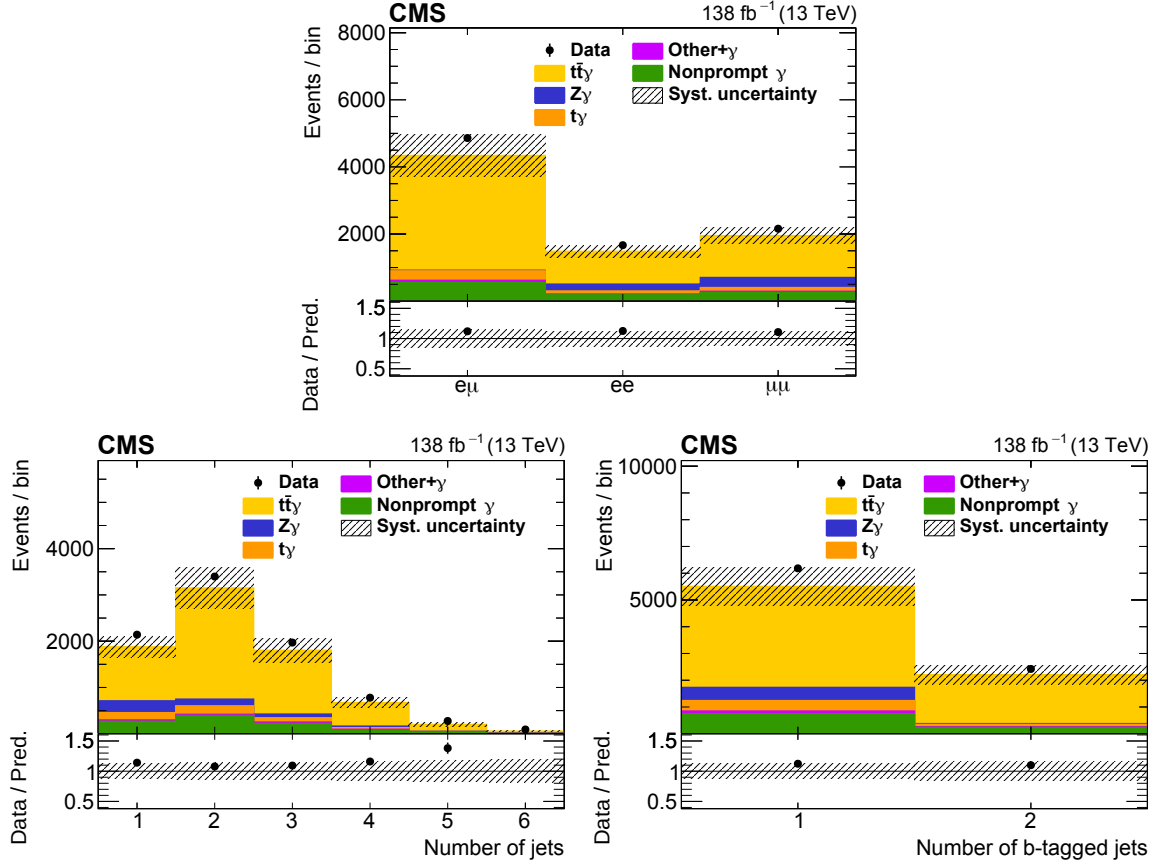 CMS 138 fb⁻¹ (13 TeV)
Events / bin
8000
6000
4000
2000
Data
tt̄γ
Zγ
tγ
Other+γ
Nonprompt γ
Syst. uncertainty
Data / Pred.
1.5
1
0.5
eμ ee μμ
CMS 138 fb⁻¹ (13 TeV)
Events / bin
4000
2000
Data
tt̄γ
Zγ
tγ
Other+γ
Nonprompt γ
Syst. uncertainty
Data / Pred.
1.5
1
0.5
1 2 3 4 5 6
Number of jets
CMS 138 fb⁻¹ (13 TeV)
Events / bin
10000
5000
Data
tt̄γ
Zγ
tγ
Other+γ
Nonprompt γ
Syst. uncertainty
Data / Pred.
1.5
1
0.5
1 2
Number of b-tagged jets